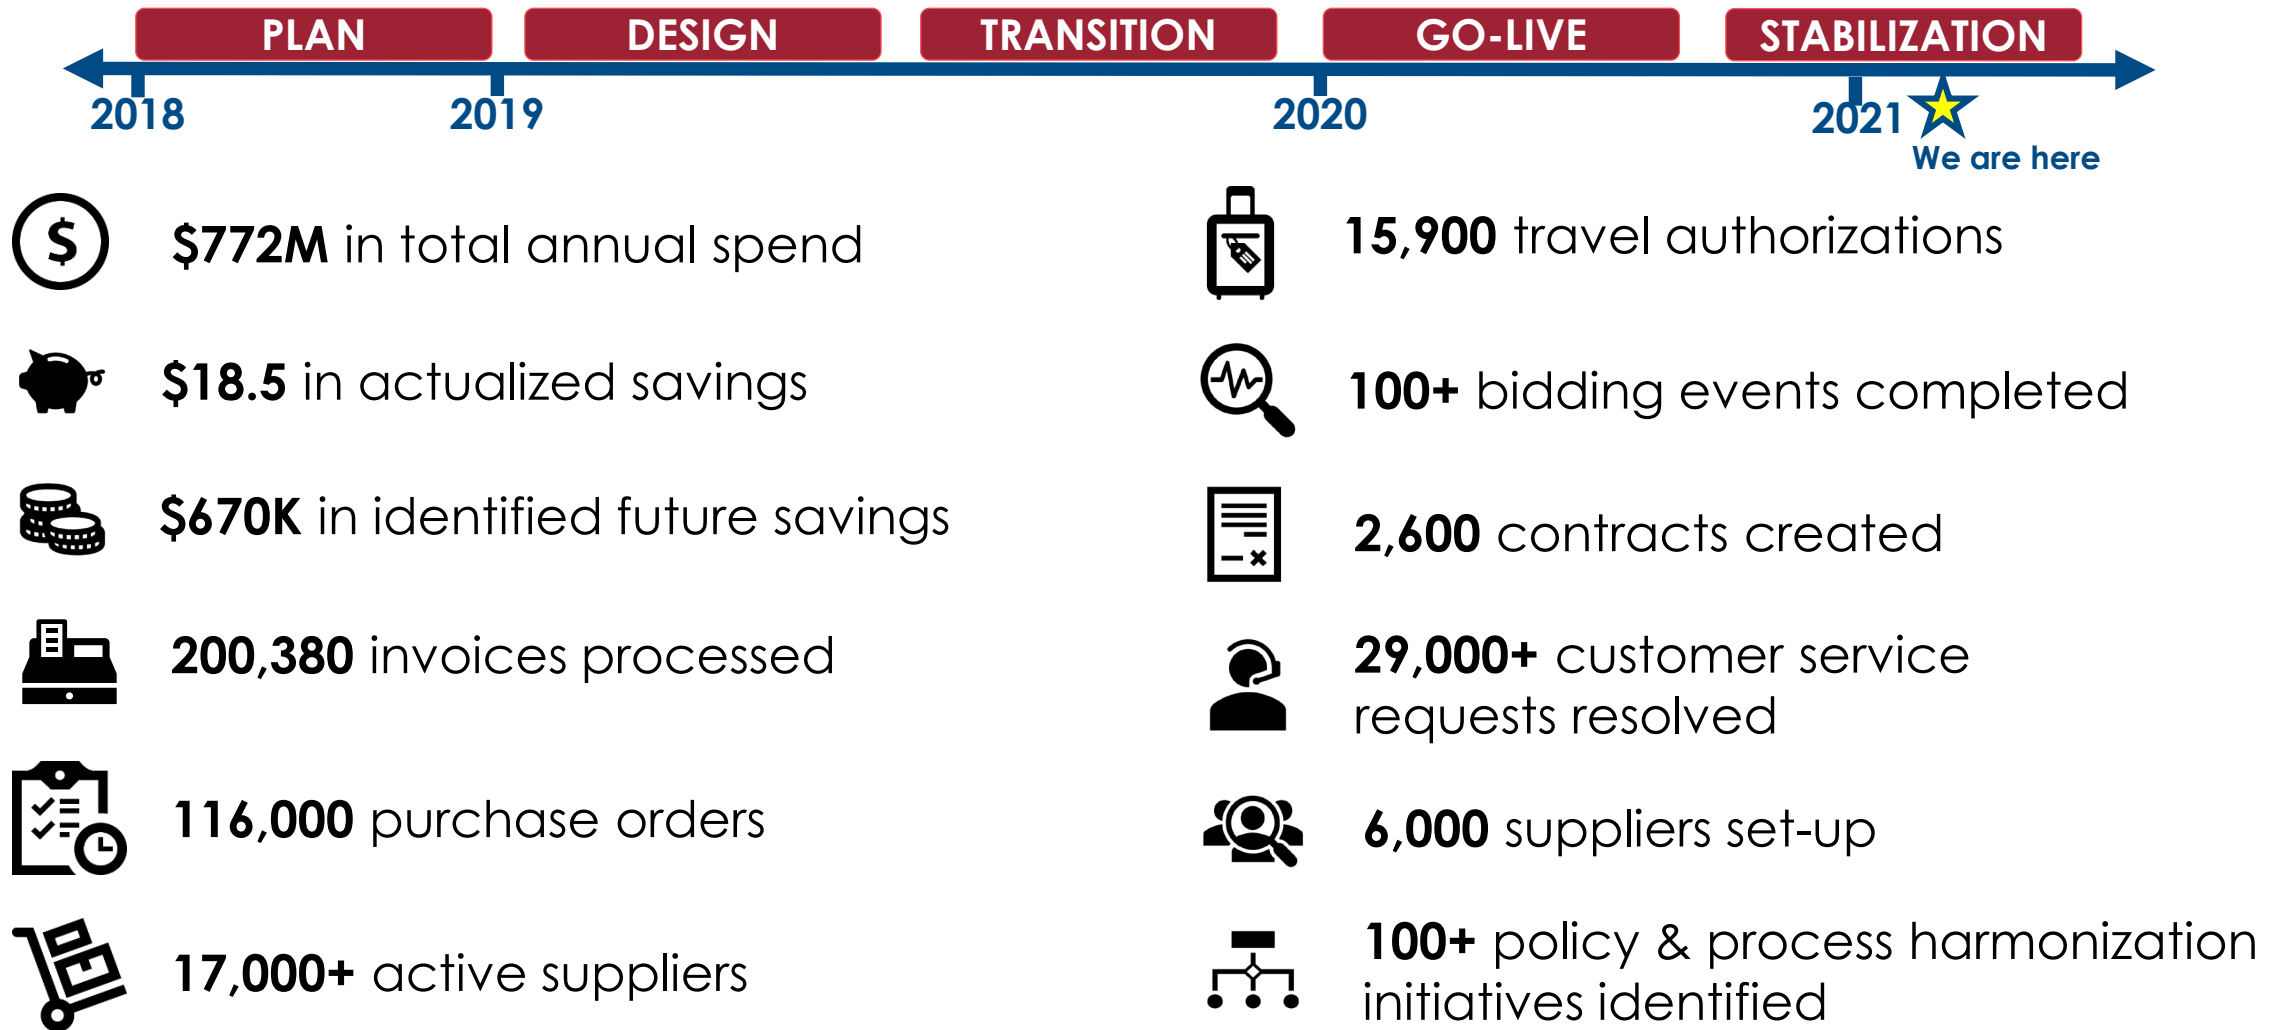 PLAN DESIGN TRANSITION GO-LIVE STABILIZATION
2018 2019 2020 2021
We are here
$772M in total annual spend
$18.5 in actualized savings
$670K in identified future savings
200,380 invoices processed
116,000 purchase orders
17,000+ active suppliers
15,900 travel authorizations
100+ bidding events completed
2,600 contracts created
29,000+ customer service
requests resolved
6,000 suppliers set-up
100+ policy & process harmonization
initiatives identified